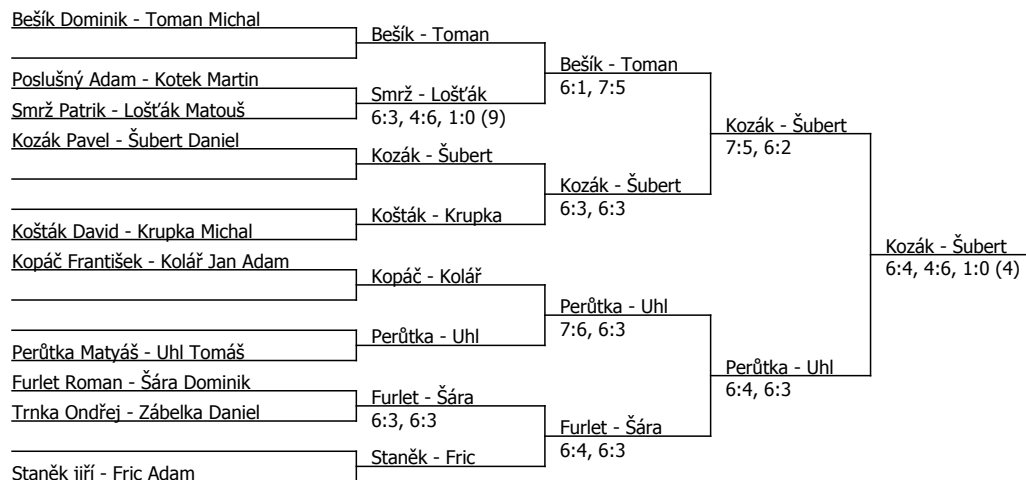 Bešík Dominik - Toman Michal
Poslušný Adam - Kotek Martin
Smrž Patrik - Lošťák Matouš
Kozák Pavel - Šubert Daniel
Košták David - Krupka Michal
Kopáč František - Kolář Jan Adam
Perůtka Matyáš - Uhl Tomáš
Furlet Roman - Šára Dominik
Trnka Ondřej - Zábelka Daniel
Staněk jiří - Fric Adam
Bešík - Toman
Smrž - Lošťák
6:3, 4:6, 1:0 (9)
Kozák - Šubert
Košták - Krupka
Kopáč - Kolář
Perůtka - Uhl
Furlet - Šára
6:3, 6:3
Staněk - Fric
Bešík - Toman
6:1, 7:5
Kozák - Šubert
6:3, 6:3
Perůtka - Uhl
7:6, 6:3
Furlet - Šára
6:4, 6:3
Kozák - Šubert
7:5, 6:2
Perůtka - Uhl
6:4, 6:3
Kozák - Šubert
6:4, 4:6, 1:0 (4)